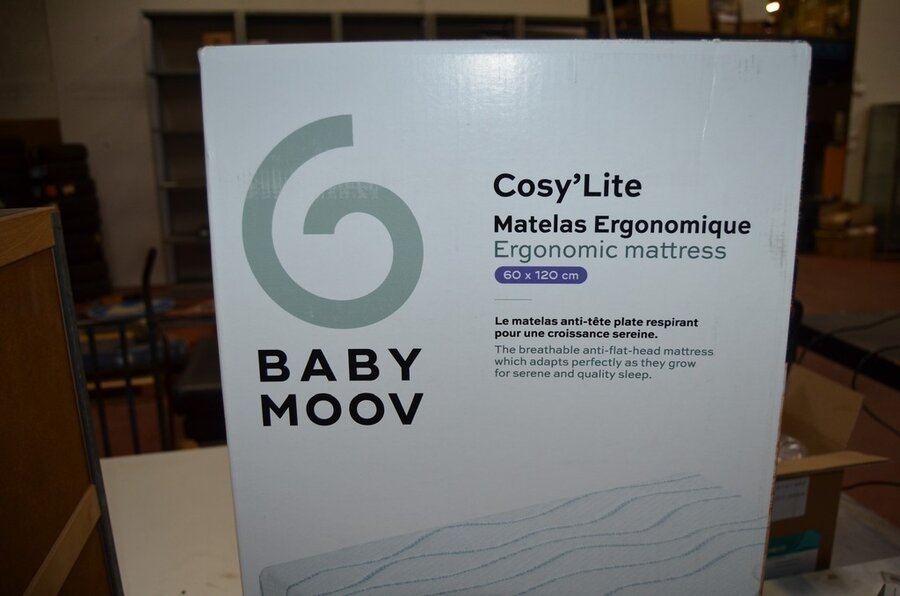 BABY
MOOV
Cosy'Lite
Matelas Ergonomique
Ergonomic mattress
60 x 120 cm
Le matelas anti-tête plate respirant
pour une croissance sereine.
The breathable anti-flat-head mattress
which adapts perfectly as they grow
for serene and quality sleep.